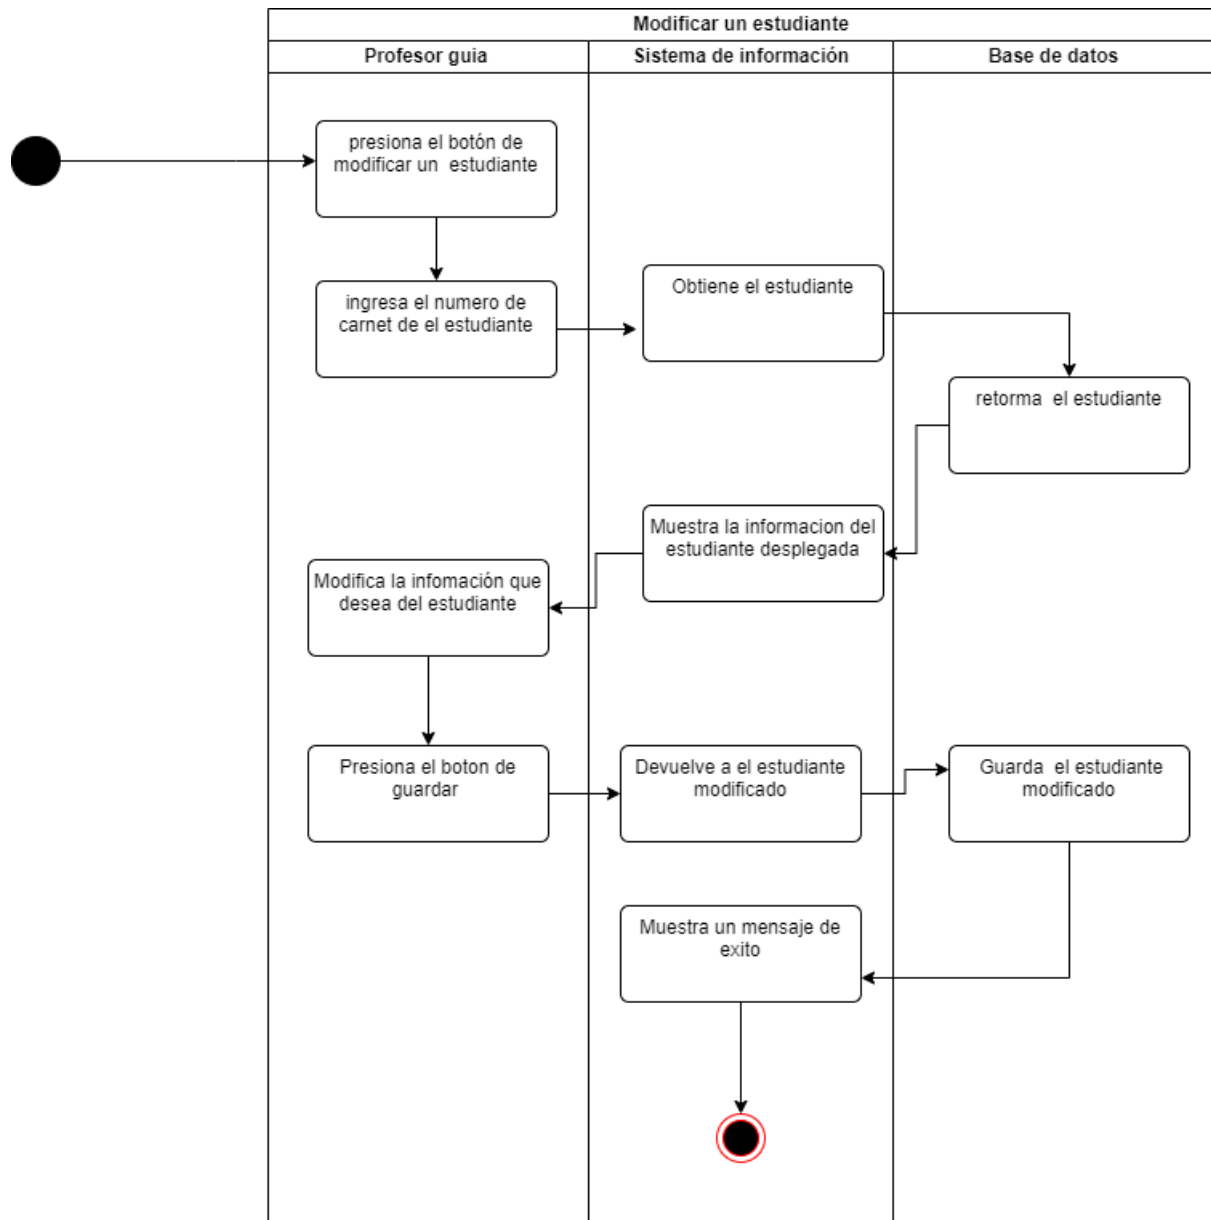 Modificar un estudiante
Profesor guia
Sistema de información
Base de datos
presiona el botón de
modificar un  estudiante
ingresa el numero de
carnet de el estudiante
Obtiene el estudiante
retorma  el estudiante
Muestra la informacion del
estudiante desplegada
Modifica la infomación que
desea del estudiante
Presiona el boton de
guardar
Devuelve a el estudiante
modificado
Guarda  el estudiante
modificado
Muestra un mensaje de
exito